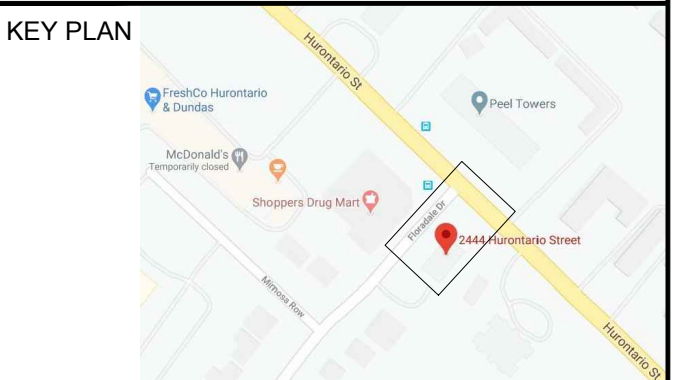 KEY PLAN
Hurontario St
FreshCo Hurontario
& Dundas
Peel Towers
McDonald's
Temporarily closed
Shoppers Drug Mart
Floradale Dr
2444 Hurontario Street
Mimosa Row
Hurontario St